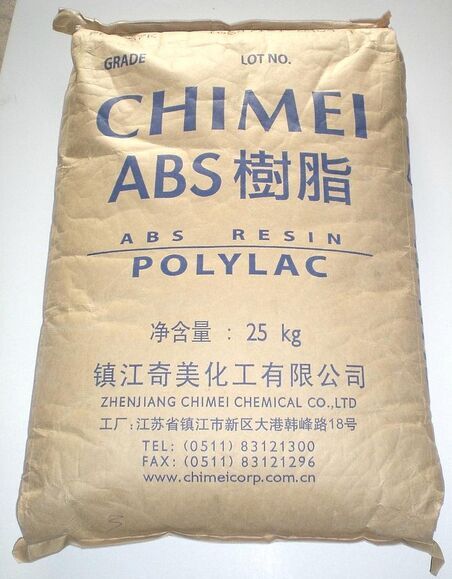 GRADE LOT NO.
CHIMEI
ABS 樹脂
ABS RESIN
POLYLAC
净含量 : 25 kg
镇江奇美化工有限公司
ZHENJIANG CHIMEI CHEMICAL CO.,LTD
工厂: 江苏省镇江市新区大港韩峰路18号
TEL: (0511) 83121300
FAX: (0511) 83121296
www.chimeicorp.com.cn